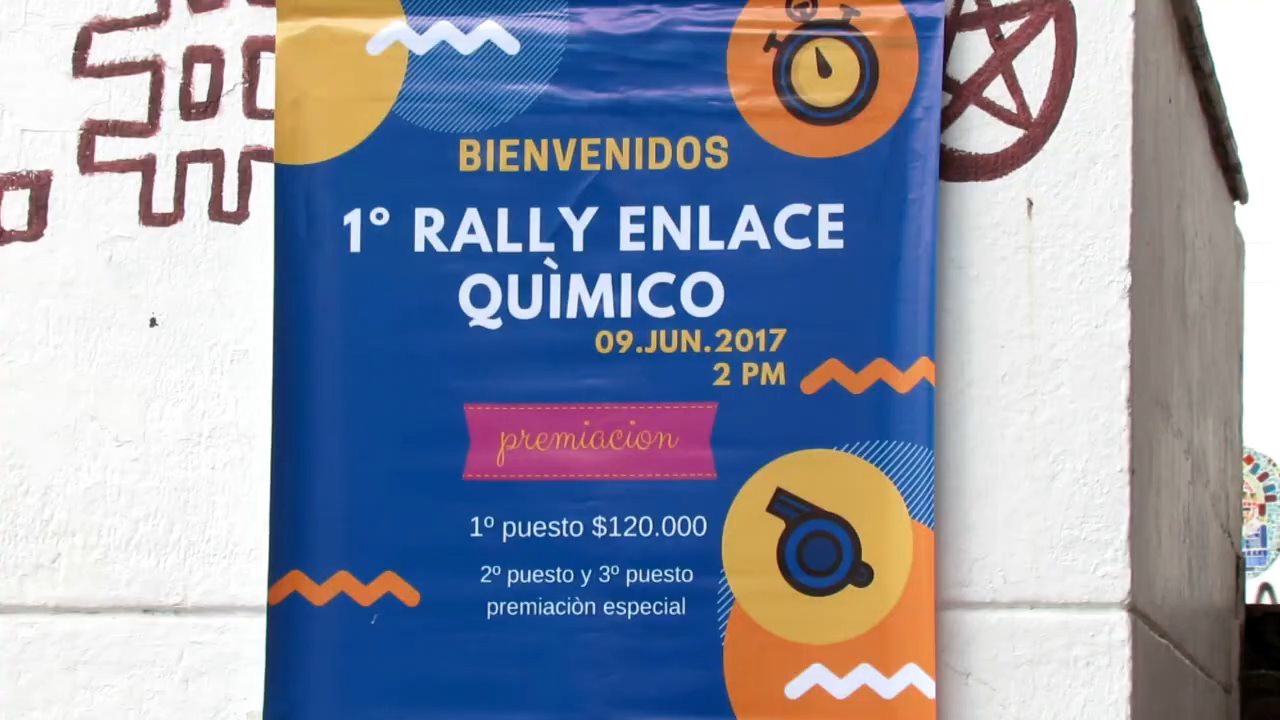 BIENVENIDOS
1° RALLY ENLACE
QUÌMICO
09.JUN.2017
2 PM
premiacion
1º puesto $120.000
2º puesto y 3º puesto
premiaciòn especial